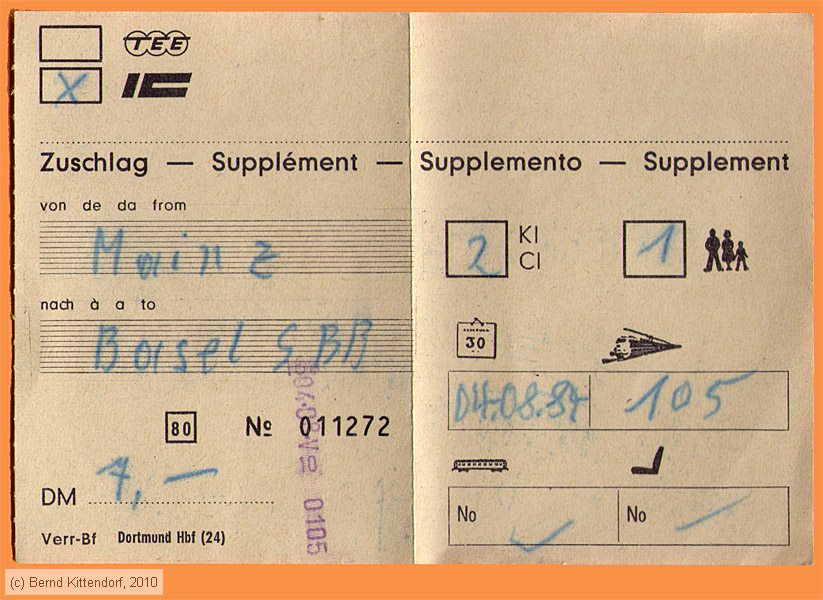 TEE
X IC
Zuschlag — Supplément — Supplemento — Supplement
von de da from
Mainz
nach à a to
Basel SBB
2 Kl
Cl
1
30
04.08.84 105
80 Nº 011272
DM 7,—
No No
Verr-Bf Dortmund Hbf (24)
0105
(c) Bernd Kittendorf, 2010